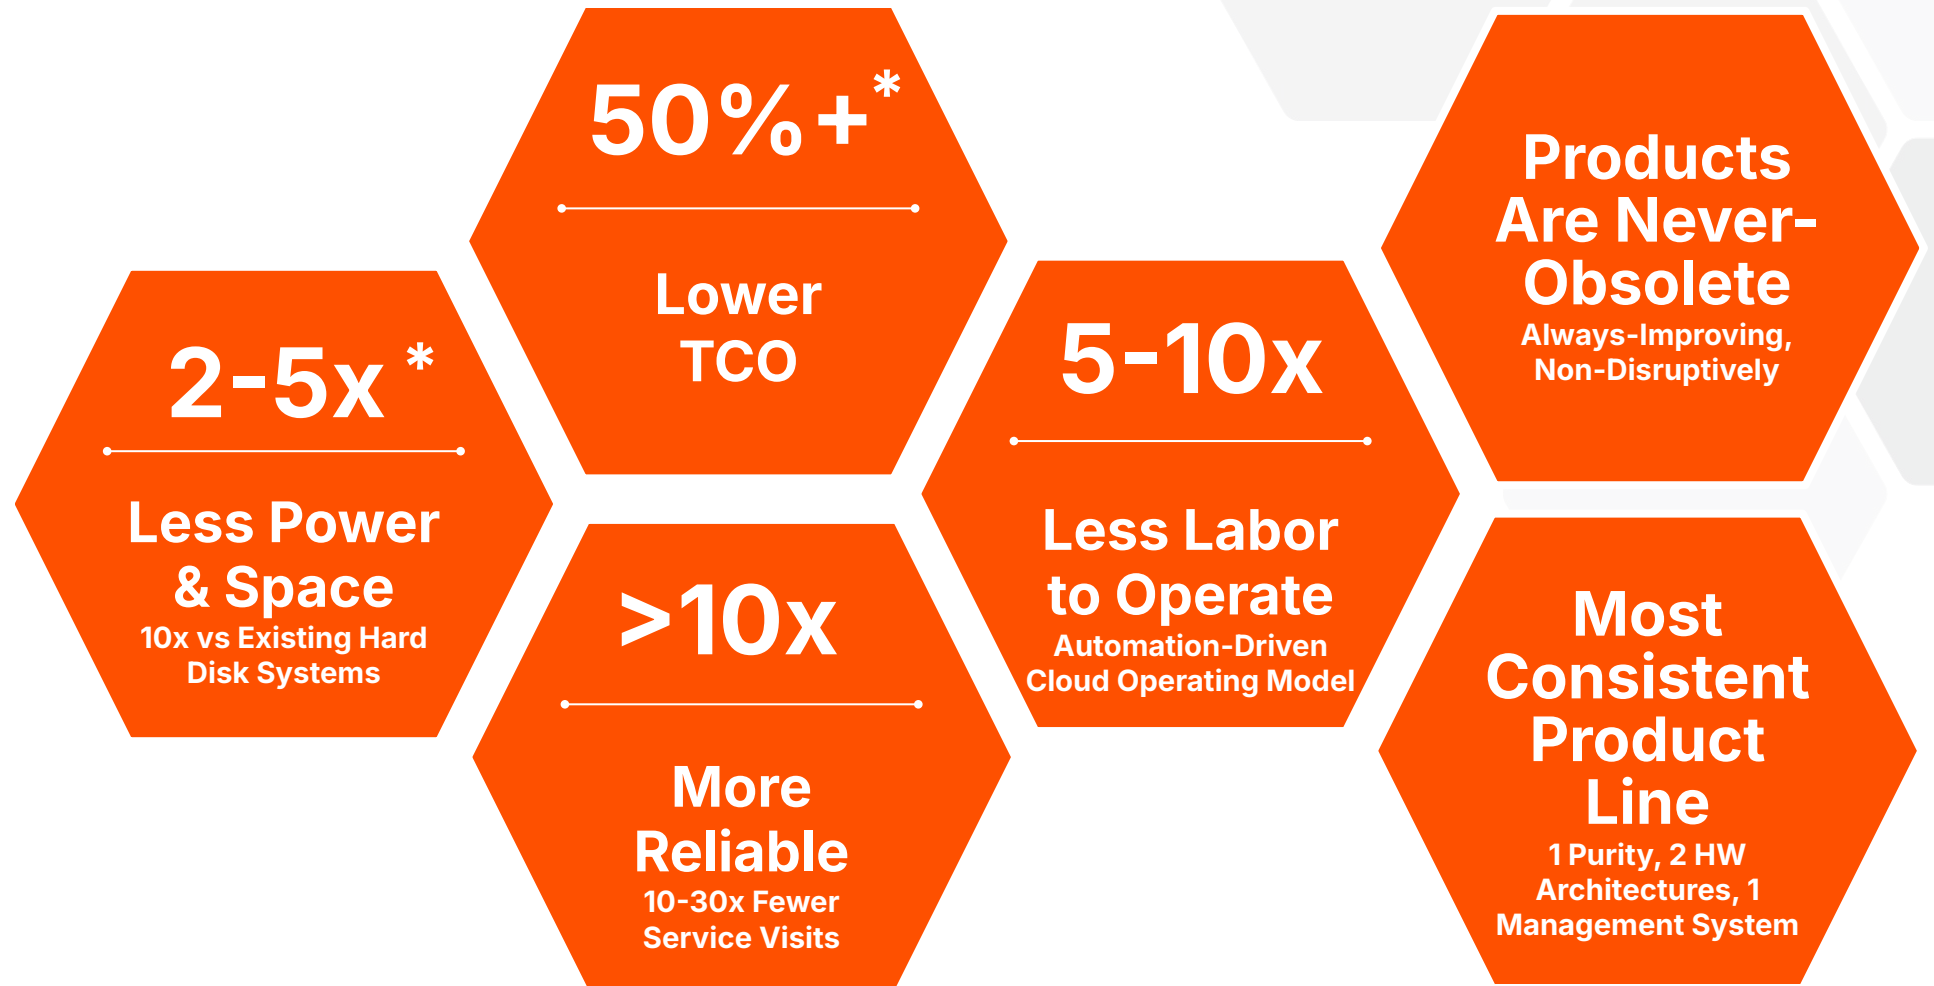 2-5x *
Less Power
& Space
10x vs Existing Hard
Disk Systems
50%+*
Lower
TCO
>10x
More
Reliable
10-30x Fewer
Service Visits
5-10x
Less Labor
to Operate
Automation-Driven
Cloud Operating Model
Products
Are Never-
Obsolete
Always-Improving,
Non-Disruptively
Most
Consistent
Product
Line
1 Purity, 2 HW
Architectures, 1
Management System